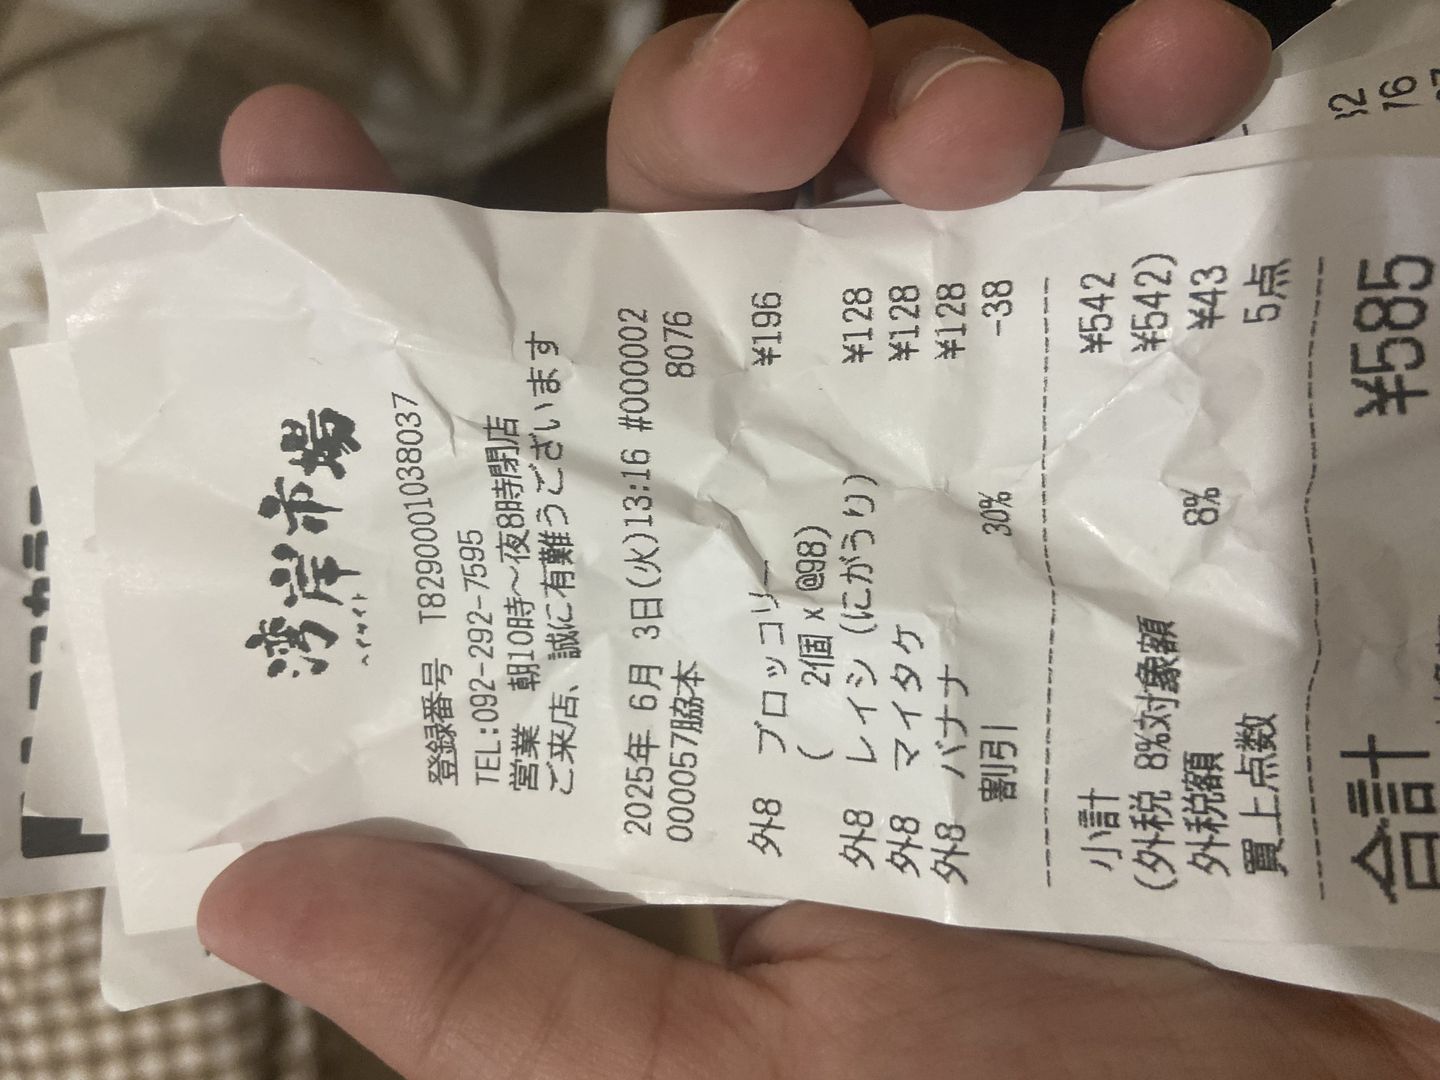 湾岸市場
ベイサイト
登録番号 T8290001038037
TEL:092-292-7595
営業 朝10時〜夜8時閉店
ご来店、誠に有難うございます
2025年 6月 3日(火)13:16 #000002
000057脇本 8076
外8 ブロッコリー ¥196
( 2個 x @98)
外8 レイシ (にがうり) ¥128
外8 マイタケ ¥128
外8 バナナ ¥128
割引 30% -38
小計 ¥542
(外税 8%対象額 ¥542)
外税額 8% ¥43
買上点数 5点
合計 ¥585